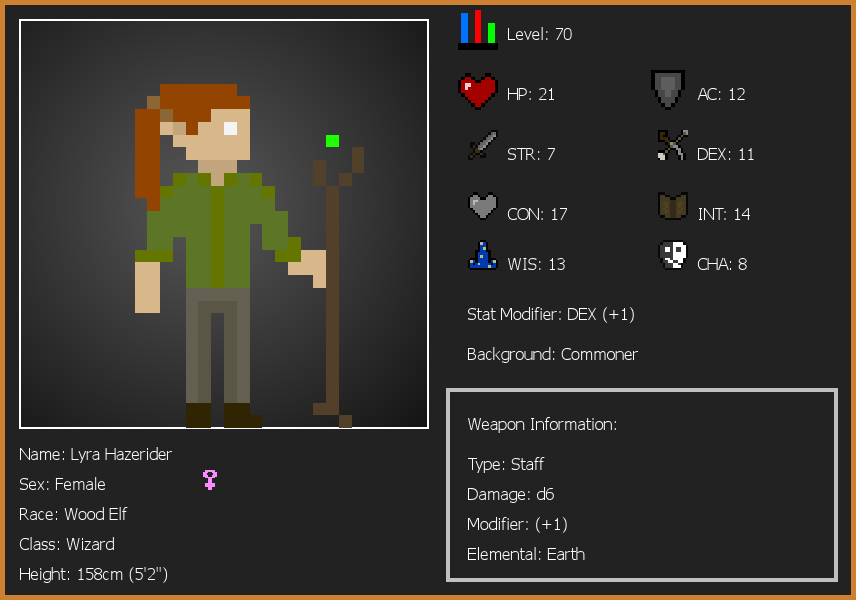 Level: 70
HP: 21
AC: 12
STR: 7
DEX: 11
CON: 17
INT: 14
WIS: 13
CHA: 8
Stat Modifier: DEX (+1)
Background: Commoner
Weapon Information:
Type: Staff
Damage: d6
Modifier: (+1)
Elemental: Earth
Name: Lyra Hazerider
Sex: Female
Race: Wood Elf
Class: Wizard
Height: 158cm (5'2")